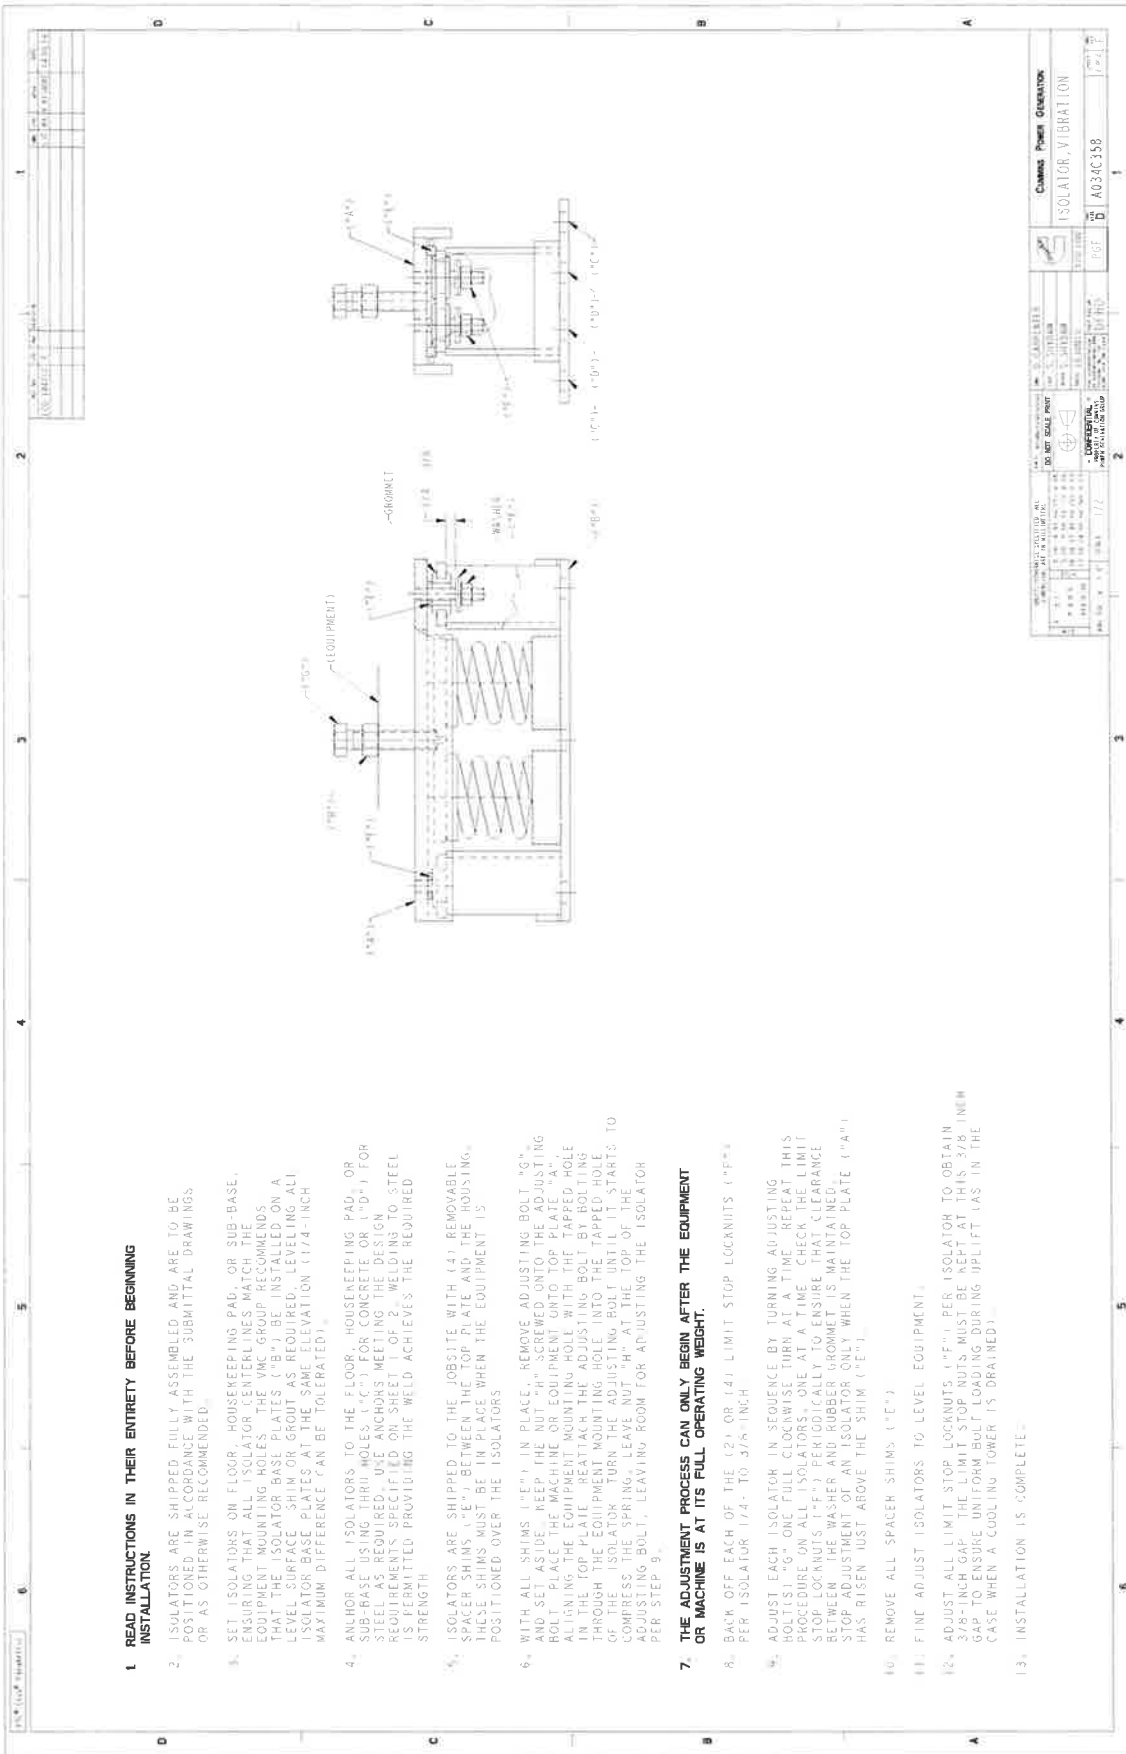 1. READ INSTRUCTIONS IN THEIR ENTIRETY BEFORE BEGINNING
INSTALLATION.
2. ISOLATORS ARE SHIPPED FULLY ASSEMBLED AND ARE TO BE
POSITIONED IN ACCORDANCE WITH THE SUBMITTAL DRAWINGS
OR AS OTHERWISE RECOMMENDED.
3. SET ISOLATORS ON FLOOR, HOUSEKEEPING PAD, OR SUB-BASE,
ENSURING THAT ALL ISOLATOR CENTERLINES MATCH THE
EQUIPMENT MOUNTING HOLES. THE VMC GROUP RECOMMENDS
THAT THE ISOLATOR BASE PLATES ("B") BE INSTALLED ON A
LEVEL SURFACE. SHIM OR GROUT AS REQUIRED, LEVELING ALL
ISOLATOR BASE PLATES AT THE SAME ELEVATION (1/4-INCH
MAXIMUM DIFFERENCE CAN BE TOLERATED).
4. ANCHOR ALL ISOLATORS TO THE FLOOR, HOUSEKEEPING PAD, OR
SUB-BASE USING THRU HOLES ("C") FOR CONCRETE OR ("D") FOR
STEEL AS REQUIRED. USE ANCHORS MEETING THE DESIGN
REQUIREMENTS SPECIFIED ON SHEET 1 OF 2. WELDING TO STEEL
IS PERMITTED PROVIDING THE WELD ACHIEVES THE REQUIRED
STRENGTH
5. ISOLATORS ARE SHIPPED TO THE JOBSITE WITH (4) REMOVABLE
SPACER SHIMS ("E") BETWEEN THE TOP PLATE AND THE HOUSING.
THESE SHIMS MUST BE IN PLACE WHEN THE EQUIPMENT IS
POSITIONED OVER THE ISOLATORS
6. WITH ALL SHIMS ("E") IN PLACE, REMOVE ADJUSTING BOLT "G"
AND SET ASIDE. KEEP THE NUT "H" SCREWED ONTO THE ADJUSTING
BOLT. PLACE THE MACHINE OR EQUIPMENT ONTO TOP PLATE "A",
ALIGNING THE EQUIPMENT MOUNTING HOLE WITH THE TAPPED HOLE
IN THE TOP PLATE. REATTACH THE ADJUSTING BOLT BY BOLTING
THROUGH THE EQUIPMENT MOUNTING HOLE INTO THE TAPPED HOLE
OF THE ISOLATOR. TURN THE ADJUSTING BOLT UNTIL IT STARTS TO
COMPRESS THE SPRING. LEAVE NUT "H" AT THE TOP OF THE
ADJUSTING BOLT, LEAVING ROOM FOR ADJUSTING THE ISOLATOR
PER STEP 9.
7. THE ADJUSTMENT PROCESS CAN ONLY BEGIN AFTER THE EQUIPMENT
OR MACHINE IS AT ITS FULL OPERATING WEIGHT.
8. BACK OFF EACH OF THE (2) OR (4) LIMIT STOP LOCKNUTS ("F")
PER ISOLATOR 1/4- TO 3/8-INCH
9. ADJUST EACH ISOLATOR IN SEQUENCE BY TURNING ADJUSTING
BOLT(S) "G" ONE FULL CLOCKWISE TURN AT A TIME. REPEAT THIS
PROCEDURE ON ALL ISOLATORS, ONE AT A TIME. CHECK THE LIMIT
STOP LOCKNUTS ("F") PERIODICALLY TO ENSURE THAT CLEARANCE
BETWEEN THE WASHER AND RUBBER GROMMET IS MAINTAINED.
STOP ADJUSTMENT OF AN ISOLATOR ONLY WHEN THE TOP PLATE ("A")
HAS RISEN JUST ABOVE THE SHIM ("E").
10. REMOVE ALL SPACER SHIMS ("E").
11. FINE ADJUST ISOLATORS TO LEVEL EQUIPMENT.
12. ADJUST ALL LIMIT STOP LOCKNUTS ("F") PER ISOLATOR TO OBTAIN
3/8-INCH GAP. THE LIMIT STOP NUTS MUST BE KEPT AT THIS 3/8 INCH
GAP TO ENSURE UNIFORM BOLT LOADING DURING UPLIFT (AS IN THE
CASE WHEN A COOLING TOWER IS DRAINED).
13. INSTALLATION IS COMPLETE.
("A")
("E")
("H")
("G")
(EQUIPMENT)
("E")
GROMMET
WASHER
("F")
("B")
("A")
("E")
("F")
("C") ("D") ("D") ("C")
DO NOT SCALE PRINT
CONFIDENTIAL
PROPERTY OF CUMMINS
POWER GENERATION GROUP
D. CARPENTER
S. SHERDAN
CUMMINS POWER GENERATION
ISOLATOR, VIBRATION
PGF
D
A034C358
6 5 4 3 2 1
D C B A